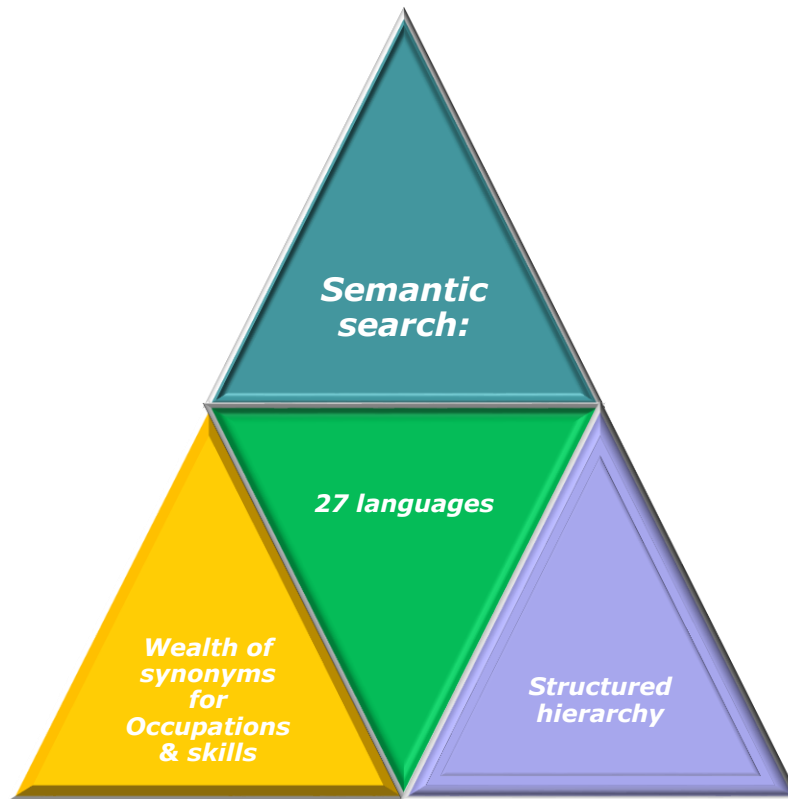 Semantic
search:
27 languages
Wealth of
synonyms
for
Occupations
& skills
Structured
hierarchy